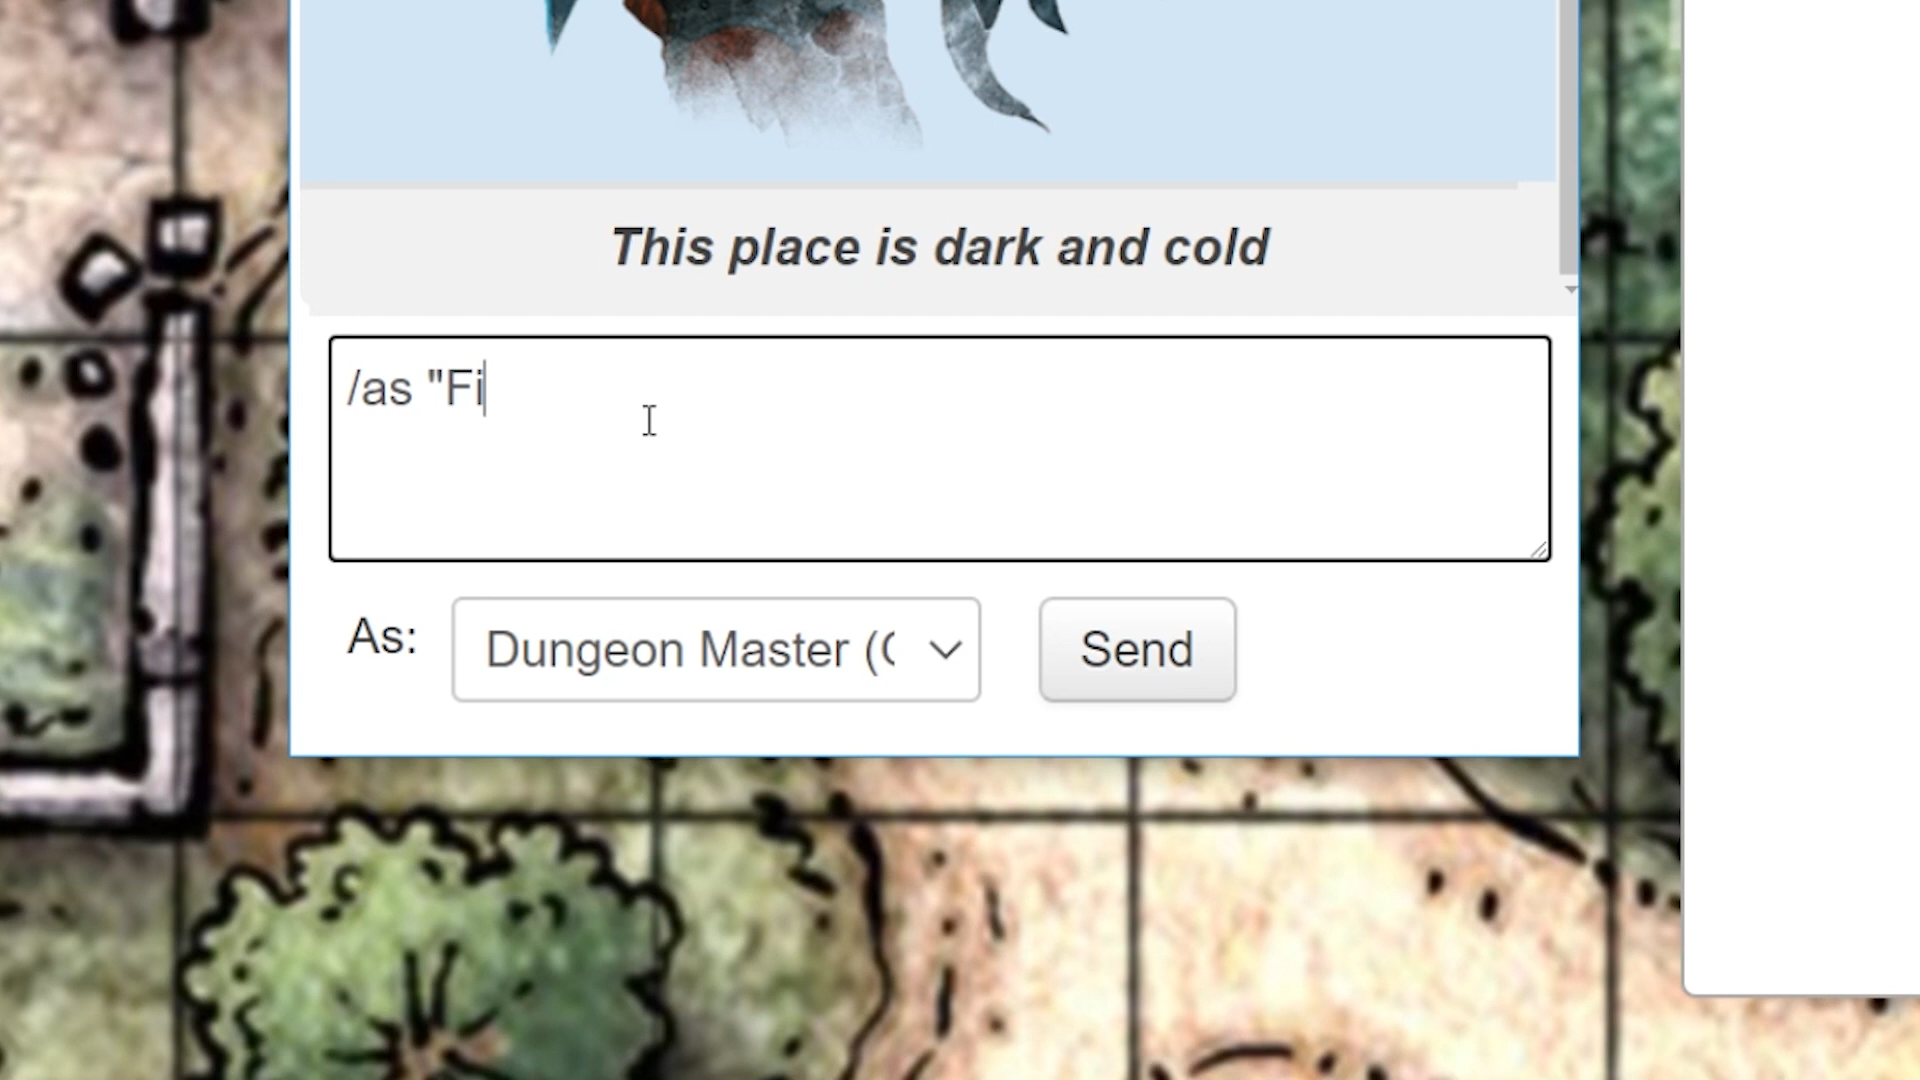 This place is dark and cold
/as "Fi
As:
Dungeon Master (
Send